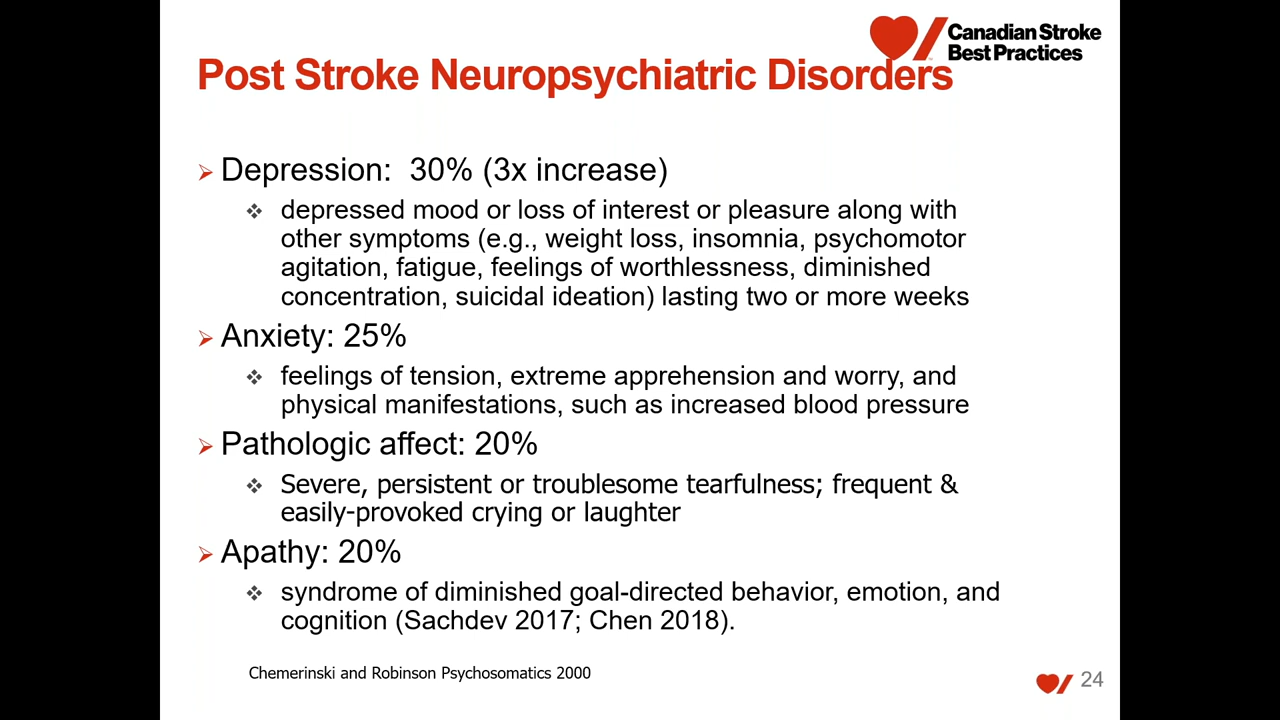 Canadian Stroke
Best Practices
Post Stroke Neuropsychiatric Disorders
Depression:  30% (3x increase)
depressed mood or loss of interest or pleasure along with
other symptoms (e.g., weight loss, insomnia, psychomotor
agitation, fatigue, feelings of worthlessness, diminished
concentration, suicidal ideation) lasting two or more weeks
Anxiety: 25%
feelings of tension, extreme apprehension and worry, and
physical manifestations, such as increased blood pressure
Pathologic affect: 20%
Severe, persistent or troublesome tearfulness; frequent &
easily-provoked crying or laughter
Apathy: 20%
syndrome of diminished goal-directed behavior, emotion, and
cognition (Sachdev 2017; Chen 2018).
Chemerinski and Robinson Psychosomatics 2000
24